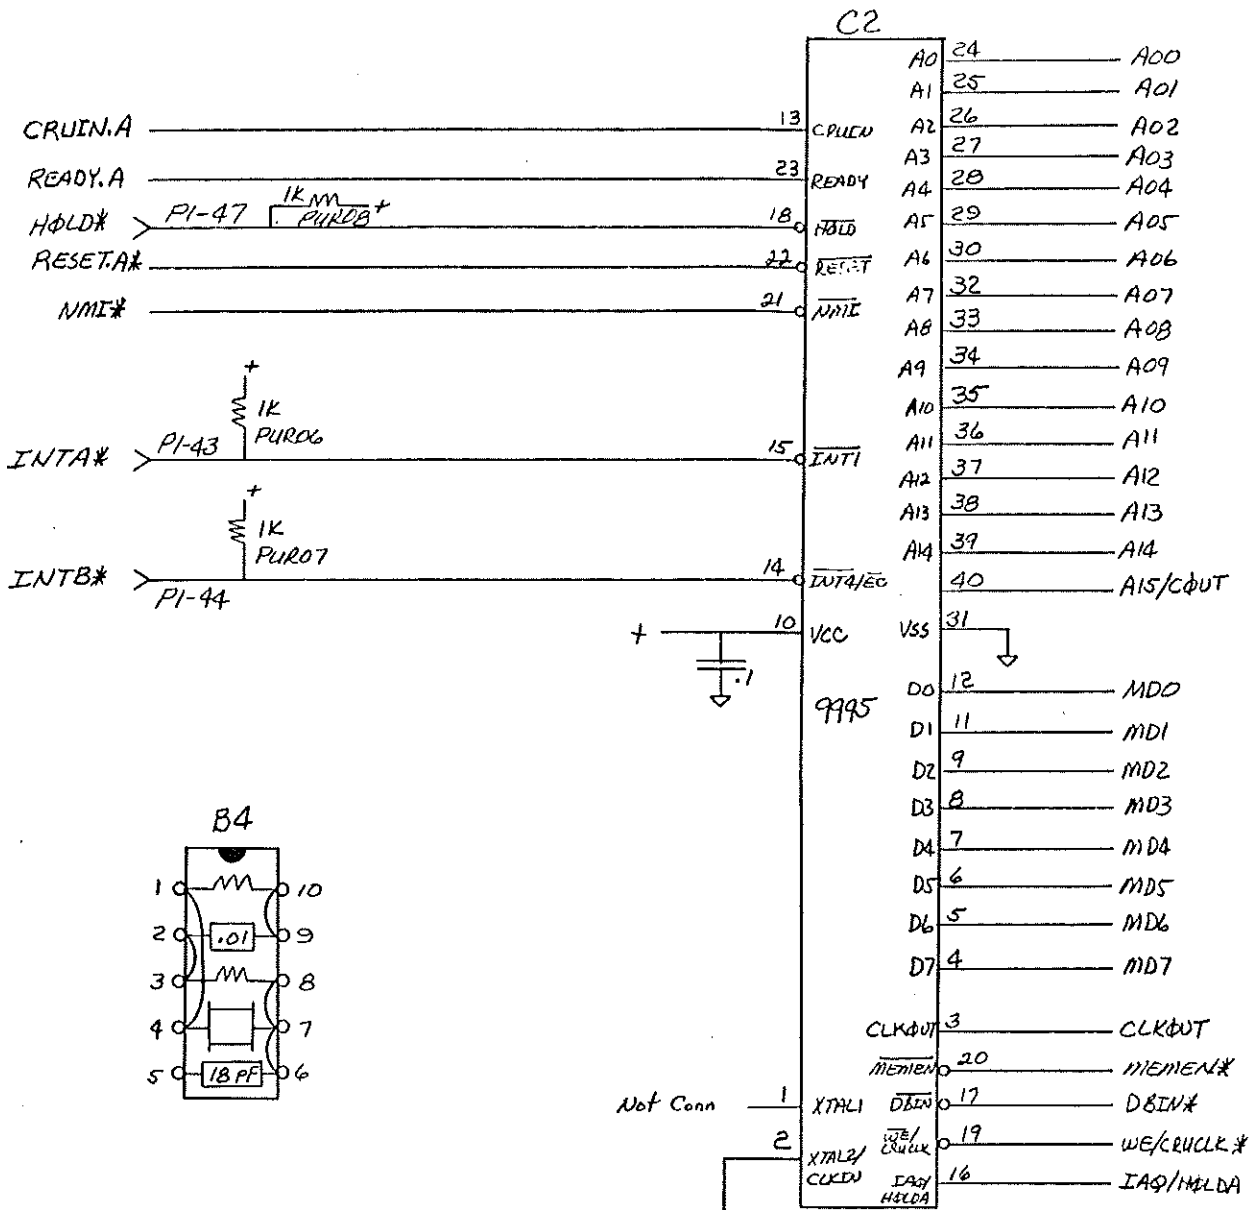 C2
A0 24 A00
A1 25 A01
CRUIN.A 13 CRUIN A2 26 A02
A3 27 A03
READY.A 23 READY A4 28 A04
HØLD* P1-47 1K PUR08 + 18 HØLD A5 29 A05
RESET.A* 22 RESET A6 30 A06
NMI* 21 NMI A7 32 A07
A8 33 A08
+ A9 34 A09
1K A10 35 A10
PUR06
INTA* P1-43 15 INT1 A11 36 A11
A12 37 A12
+ A13 38 A13
1K
PUR07 A14 39 A14
INTB* P1-44 14 INT4/EC 40 A15/CØUT
+ 10 VCC VSS 31
.1
D0 12 MD0
9995
D1 11 MD1
D2 9 MD2
D3 8 MD3
D4 7 MD4
D5 6 MD5
D6 5 MD6
D7 4 MD7
B4
1 10
2 .01 9
3 8
4 7
5 18 PF 6
CLKØUT 3 CLKØUT
MEMEN 20 MEMEN*
Not Conn 1 XTAL1 DBIN 17 DBIN*
2 XTAL2/ CLKIN WE/ CRUCLK 19 WE/CRUCLK*
IAQ/ HØLDA 16 IAQ/HØLDA